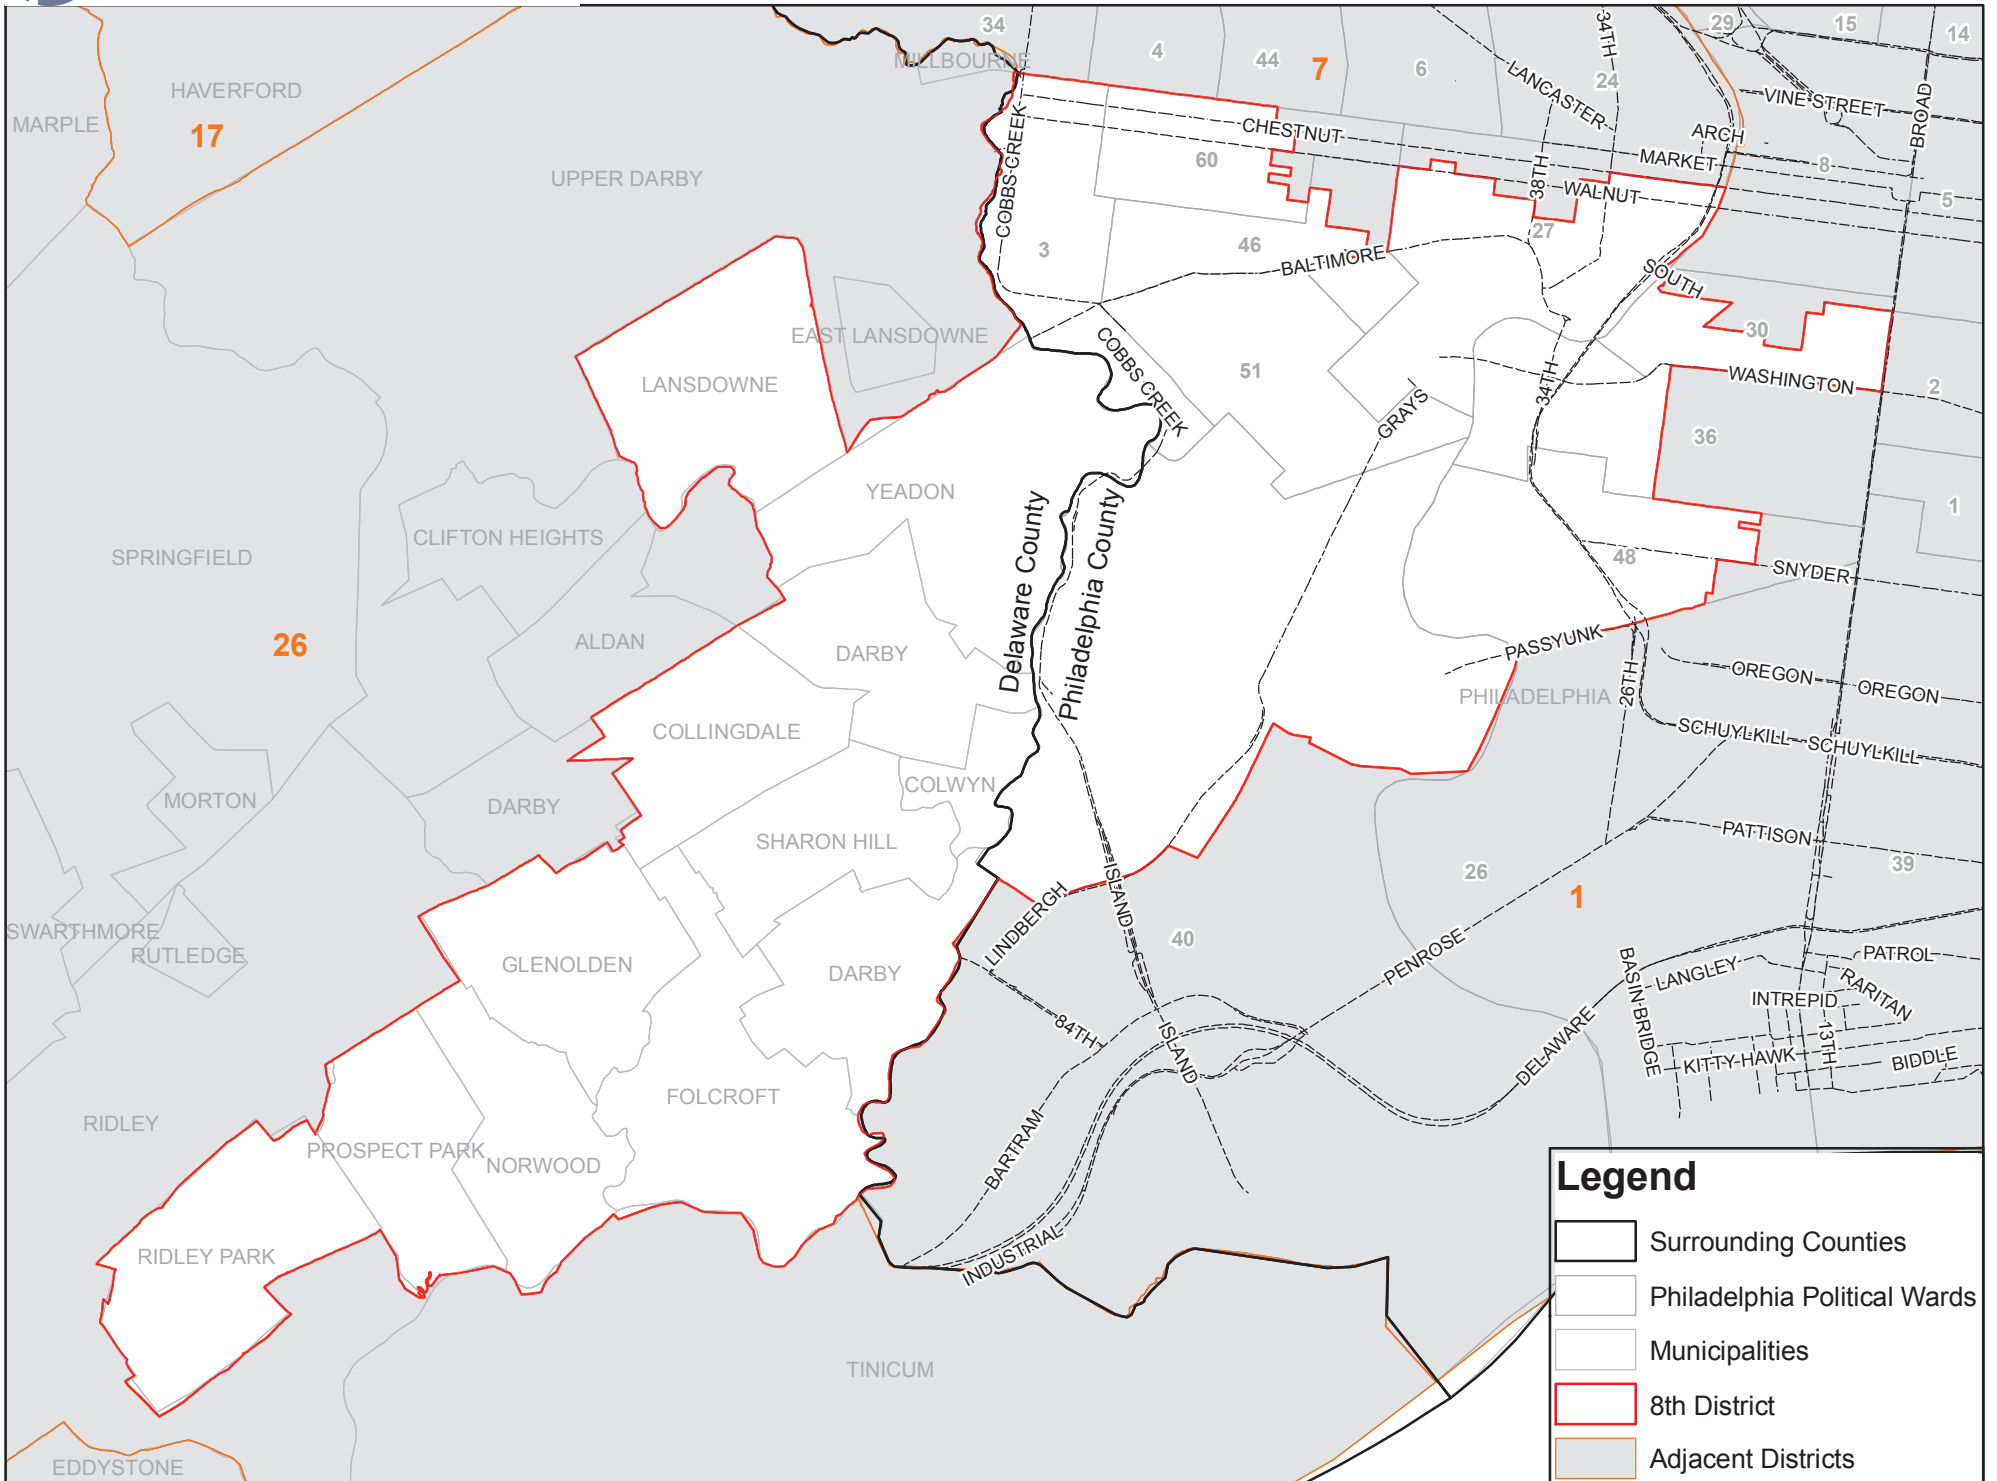 34
4
44
7
6
34TH
24
29
15
14
MILLBOURNE
LANCASTER
HAVERFORD
17
MARPLE
VINE STREET
BROAD
CHESTNUT
ARCH
MARKET
8
60
UPPER DARBY
COBBS CREEK
38TH
WALNUT
5
27
3
46
BALTIMORE
SOUTH
EAST LANSDOWNE
30
LANSDOWNE
COBBS CREEK
51
34TH
WASHINGTON
2
GRAYS
36
YEADON
1
CLIFTON HEIGHTS
SPRINGFIELD
Delaware County
Philadelphia County
48
SNYDER
26
ALDAN
DARBY
PASSYUNK
26TH
OREGON
OREGON
PHILADELPHIA
COLLINGDALE
SCHUYLKILL
SCHUYLKILL
COLWYN
MORTON
DARBY
SHARON HILL
PATTISON
39
26
1
ISLAND
LINDBERGH
40
SWARTHMORE
RUTLEDGE
GLENOLDEN
DARBY
PENROSE
BASIN BRIDGE
LANGLEY
PATROL
INTREPID
RARITAN
84TH
ISLAND
DELAWARE
13TH
KITTY HAWK
BIDDLE
FOLCROFT
RIDLEY
PROSPECT PARK
NORWOOD
BARTRAM
RIDLEY PARK
INDUSTRIAL
TINICUM
EDDYSTONE
Legend
Surrounding Counties
Philadelphia Political Wards
Municipalities
8th District
Adjacent Districts